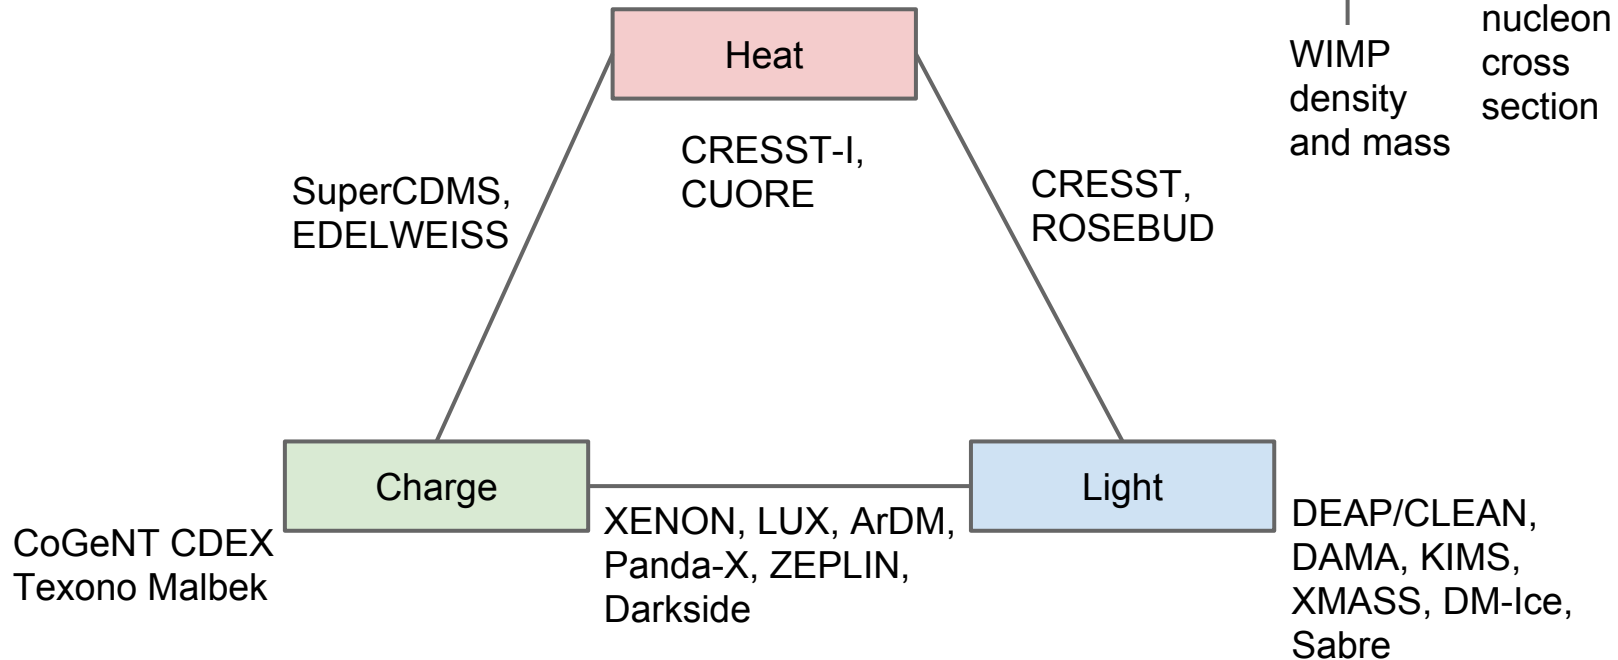 Heat
nucleon
cross
section
WIMP
density
and mass
CRESST-I,
CUORE
SuperCDMS,
EDELWEISS
CRESST,
ROSEBUD
Charge
Light
CoGeNT CDEX
Texono Malbek
XENON, LUX, ArDM,
Panda-X, ZEPLIN,
Darkside
DEAP/CLEAN,
DAMA, KIMS,
XMASS, DM-Ice,
Sabre